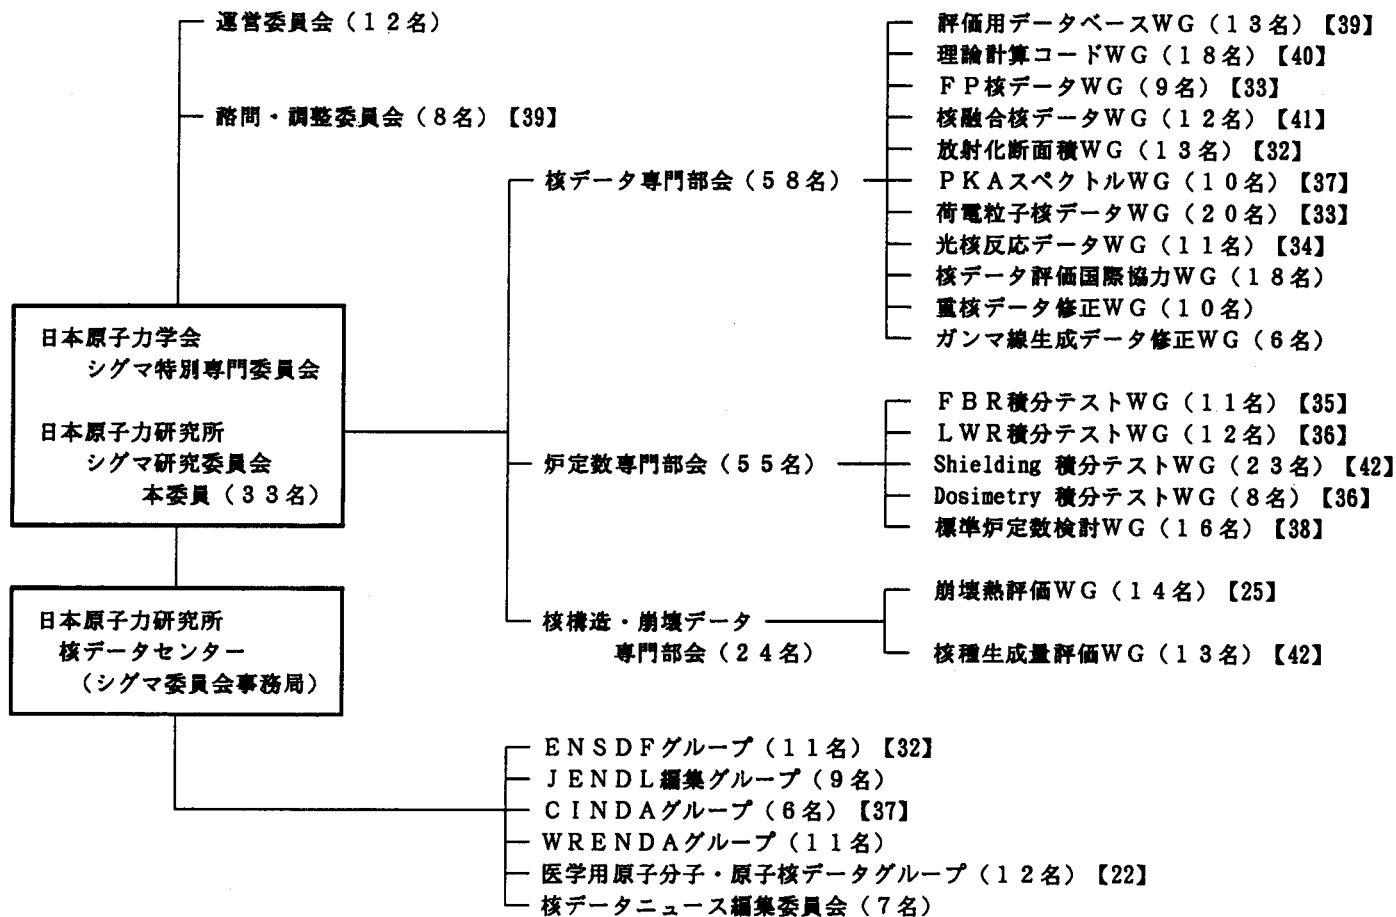 運営委員会（１２名）
諮問・調整委員会（８名）【39】
日本原子力学会
シグマ特別専門委員会
日本原子力研究所
シグマ研究委員会
本委員（３３名）
日本原子力研究所
核データセンター
（シグマ委員会事務局）
核データ専門部会（５８名）
評価用データベースＷＧ（１３名）【39】
理論計算コードＷＧ（１８名）【40】
ＦＰ核データＷＧ（９名）【33】
核融合核データＷＧ（１２名）【41】
放射化断面積ＷＧ（１３名）【32】
ＰＫＡスペクトルＷＧ（１０名）【37】
荷電粒子核データＷＧ（２０名）【33】
光核反応データＷＧ（１１名）【34】
核データ評価国際協力ＷＧ（１８名）
重核データ修正ＷＧ（１０名）
ガンマ線生成データ修正ＷＧ（６名）
炉定数専門部会（５５名）
ＦＢＲ積分テストＷＧ（１１名）【35】
ＬＷＲ積分テストＷＧ（１２名）【36】
Shielding 積分テストＷＧ（２３名）【42】
Dosimetry 積分テストＷＧ（８名）【36】
標準炉定数検討ＷＧ（１６名）【38】
核構造・崩壊データ
専門部会（２４名）
崩壊熱評価ＷＧ（１４名）【25】
核種生成量評価ＷＧ（１３名）【42】
ＥＮＳＤＦグループ（１１名）【32】
ＪＥＮＤＬ編集グループ（９名）
ＣＩＮＤＡグループ（６名）【37】
ＷＲＥＮＤＡグループ（１１名）
医学用原子分子・原子核データグループ（１２名）【22】
核データニュース編集委員会（７名）